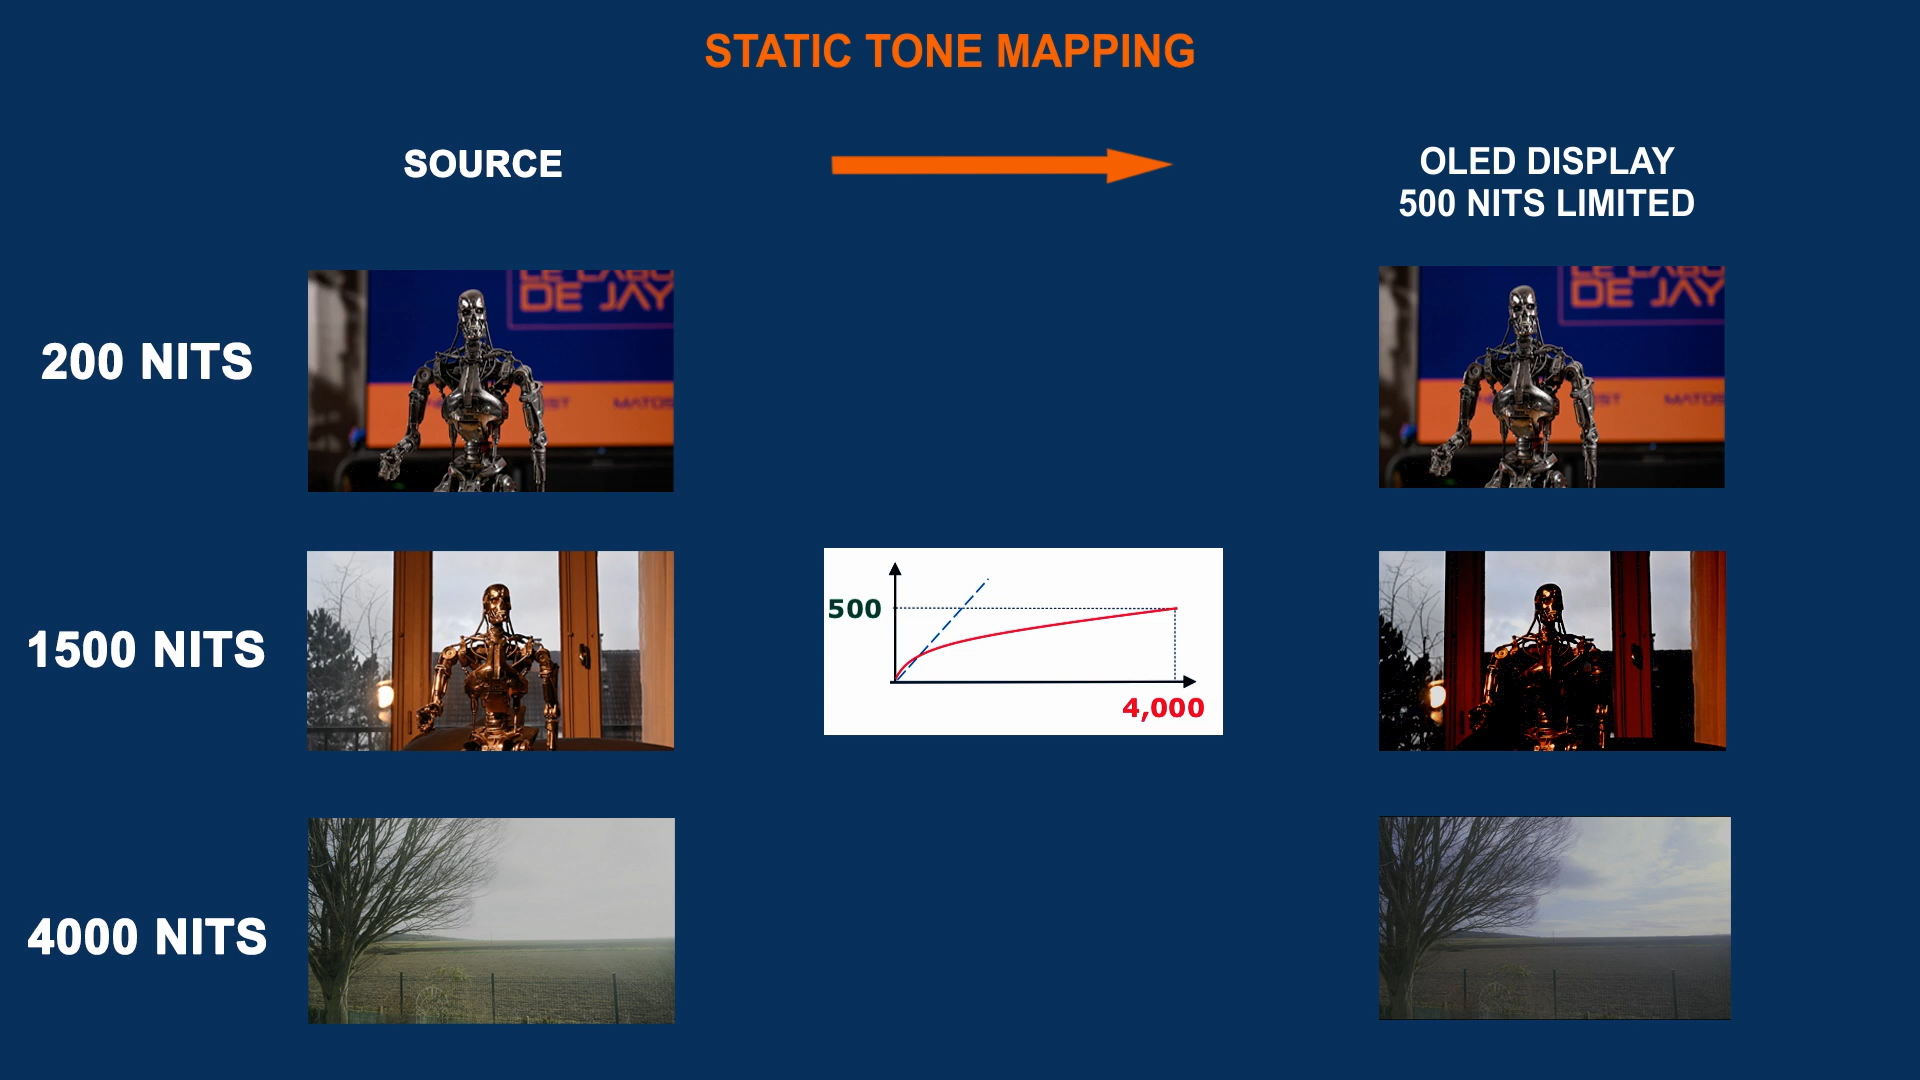 STATIC TONE MAPPING
SOURCE
OLED DISPLAY
500 NITS LIMITED
200 NITS
DE JAY
DE JAY
1500 NITS
500
4,000
4000 NITS